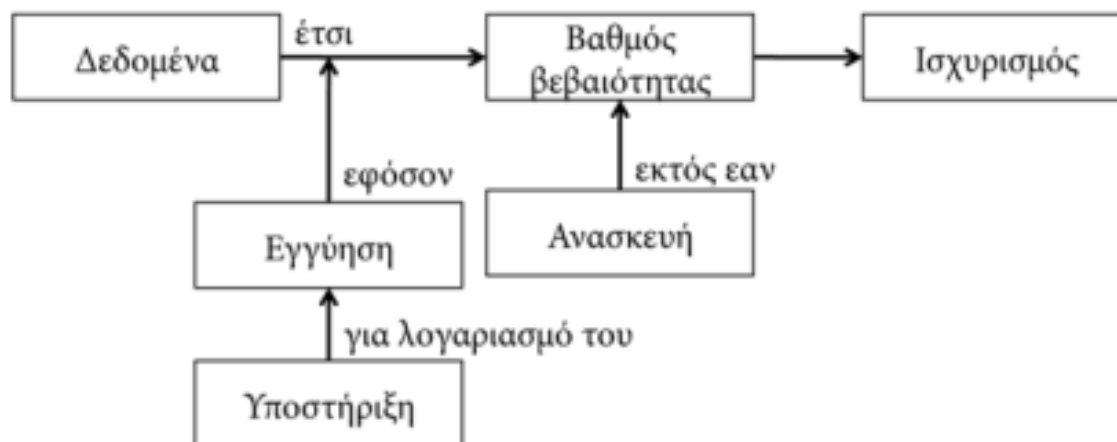 Δεδομένα
έτσι
Βαθμός
βεβαιότητας
Ισχυρισμός
εφόσον
εκτός εαν
Εγγύηση
Ανασκευή
για λογαριασμό του
Υποστήριξη